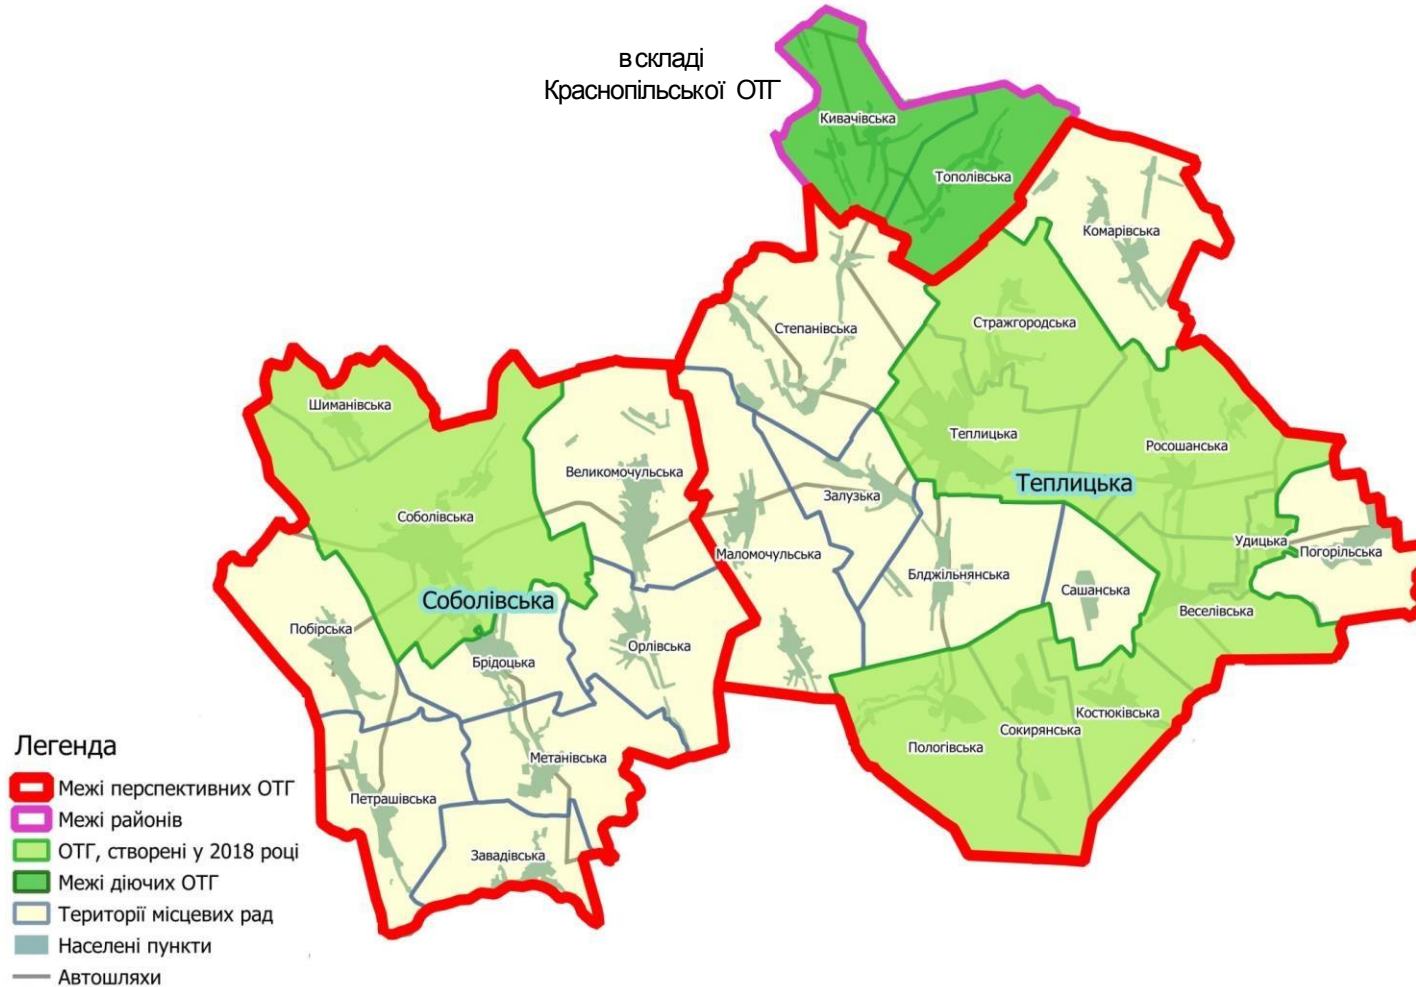 в складі
Краснопільської ОТГ
Кивачівська
Тополівська
Комарівська
Степанівська
Стражгородська
Шиманівська
Теплицька
Росошанська
Великомочульська
Теплицька
Залузька
Соболівська
Удицька
Погорільська
Маломочульська
Блджільнянська
Сашанська
Соболівська
Веселівська
Побірська
Орлівська
Брідоцька
Костюківська
Сокирянська
Пологівська
Метанівська
Петрашівська
Завадівська
Легенда
Межі перспективних ОТГ
Межі районів
ОТГ, створені у 2018 році
Межі діючих ОТГ
Території місцевих рад
Населені пункти
Автошляхи